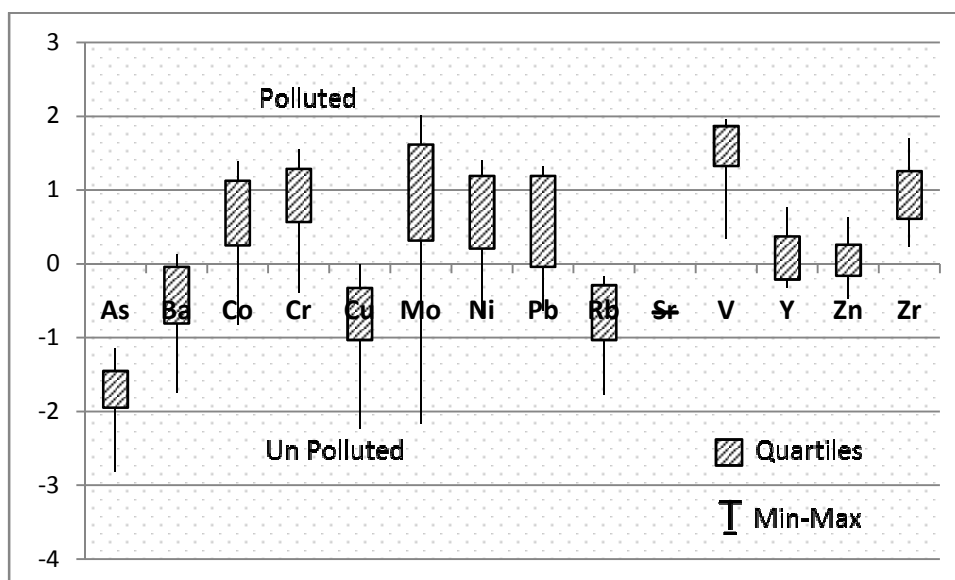 3
Polluted
2
1
0
As Ba Co Cr Cu Mo Ni Pb Rb Sr V Y Zn Zr
-1
-2
Un Polluted
Quartiles
-3
Min-Max
-4